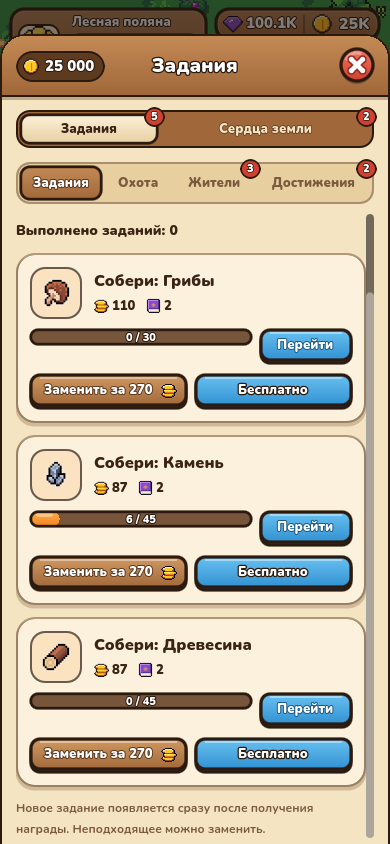 Лесная поляна
100.1K
25K
25 000
Задания
Задания
5
Сердца земли
2
Задания
Охота
Жители
3
Достижения
2
Выполнено заданий: 0
Собери: Грибы
110
2
0 / 30
Перейти
Заменить за 270
Бесплатно
Собери: Камень
87
2
6 / 45
Перейти
Заменить за 270
Бесплатно
Собери: Древесина
87
2
0 / 45
Перейти
Заменить за 270
Бесплатно
Новое задание появляется сразу после получения
награды. Неподходящее можно заменить.